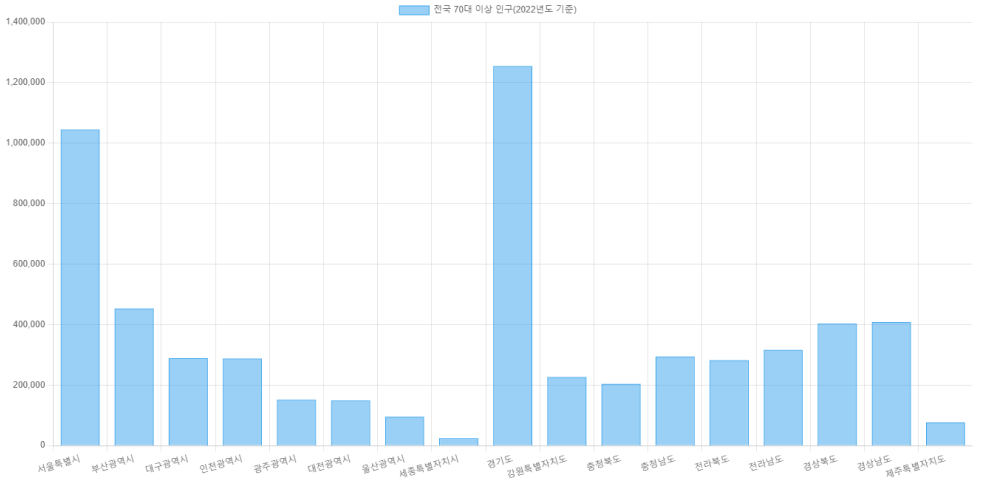 전국 70대 이상 인구(2022년도 기준)
1,400,000
1,200,000
1,000,000
800,000
600,000
400,000
200,000
0
서울특별시
부산광역시
대구광역시
인천광역시
광주광역시
대전광역시
울산광역시
세종특별자치시
경기도
강원특별자치도
충청북도
충청남도
전라북도
전라남도
경상북도
경상남도
제주특별자치도